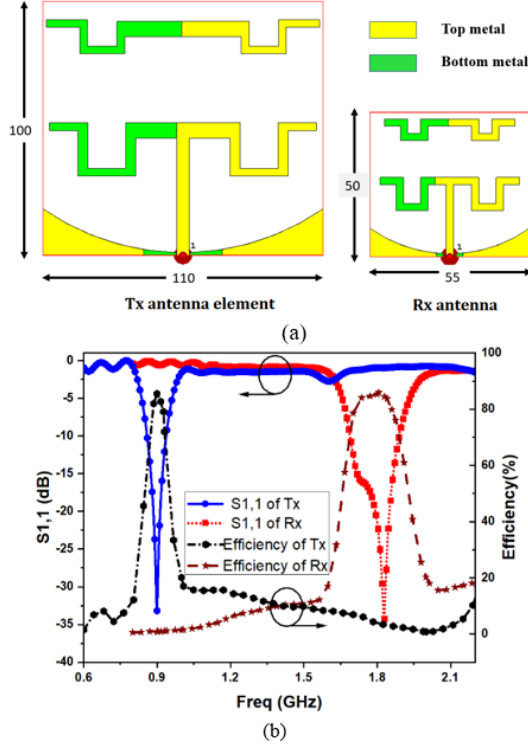 Top metal
Bottom metal
100
1
110
Tx antenna element
50
1
55
Rx antenna
(a)
S1,1 (dB)
0
-5
-10
-15
-20
-25
-30
-35
-40
100
80
60
40
20
0
Efficiency(%)
S1,1 of Tx
S1,1 of Rx
Efficiency of Tx
Efficiency of Rx
0.6 0.9 1.2 1.5 1.8 2.1
Freq (GHz)
(b)